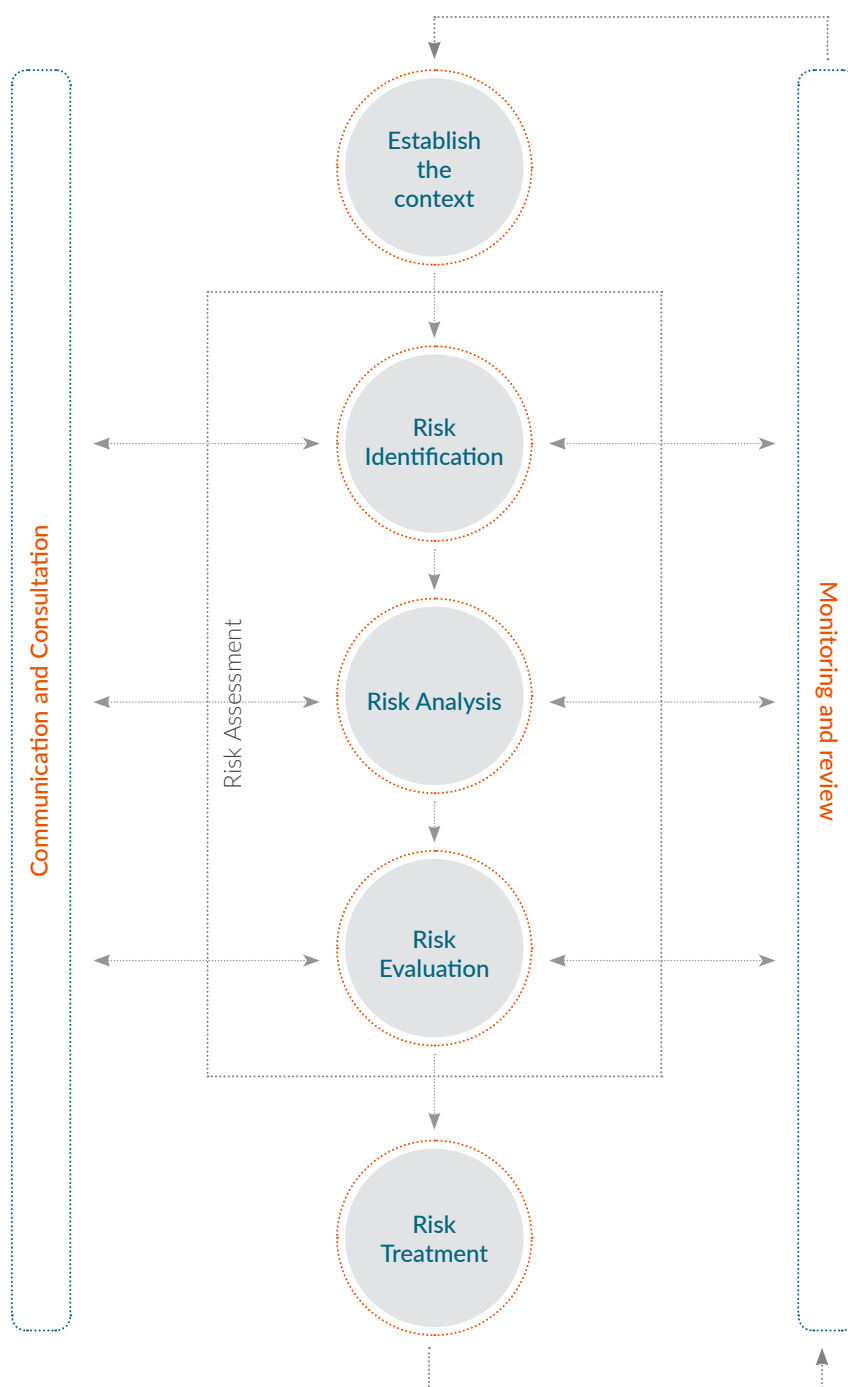 Establish
the
context
Risk
Identification
Risk Analysis
Risk
Evaluation
Risk
Treatment
Risk Assessment
Communication and Consultation
Monitoring and review